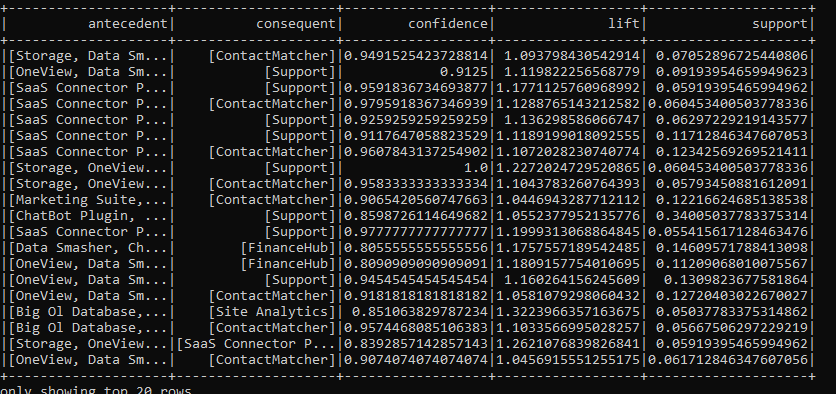 +--------------------+--------------------+------------------+------------------+--------------------+
|          antecedent|          consequent|        confidence|              lift|             support|
+--------------------+--------------------+------------------+------------------+--------------------+
|[Storage, Data Sm...|    [ContactMatcher]|0.9491525423728814| 1.093798430542914| 0.07052896725440806|
|[OneView, Data Sm...|           [Support]|            0.9125| 1.119822256568779| 0.09193954659949623|
|[SaaS Connector P...|           [Support]|0.9591836734693877|1.1771125760968992| 0.05919395465994962|
|[SaaS Connector P...|    [ContactMatcher]|0.9795918367346939|1.1288765143212582|0.060453400503778336|
|[SaaS Connector P...|           [Support]|0.9259259259259259| 1.136298586066747| 0.06297229219143577|
|[SaaS Connector P...|           [Support]|0.9117647058823529|1.1189199018092555| 0.11712846347607053|
|[SaaS Connector P...|    [ContactMatcher]|0.9607843137254902|1.1072028230740774| 0.12342569269521411|
|[Storage, OneView...|           [Support]|               1.0|1.2272024729520865|0.060453400503778336|
|[Storage, OneView...|    [ContactMatcher]|0.9583333333333334|1.1043783260764393| 0.05793450881612091|
|[Marketing Suite,...|    [ContactMatcher]|0.9065420560747663|1.0446943287712112| 0.12216624685138538|
|[ChatBot Plugin, ...|           [Support]|0.8598726114649682|1.0552377952135776| 0.34005037783375314|
|[SaaS Connector P...|           [Support]|0.9777777777777777|1.1999313068864845|0.055415617128463476|
|[Data Smasher, Ch...|        [FinanceHub]|0.8055555555555556|1.1757557189542485| 0.14609571788413098|
|[OneView, Data Sm...|        [FinanceHub]|0.8090909090909091|1.1809157754010695| 0.11209068010075567|
|[OneView, Data Sm...|           [Support]|0.9454545454545454| 1.160264156245609|  0.1309823677581864|
|[OneView, Data Sm...|    [ContactMatcher]|0.9181818181818182|1.0581079298060432| 0.12720403022670027|
|[Big Ol Database,...|    [Site Analytics]| 0.851063829787234|1.3223966357163675| 0.05037783375314862|
|[Big Ol Database,...|    [ContactMatcher]|0.9574468085106383|1.1033566995028257| 0.05667506297229219|
|[Storage, OneView...|[SaaS Connector P...|0.8392857142857143|1.2621076839826841| 0.05919395465994962|
|[OneView, Data Sm...|    [ContactMatcher]|0.9074074074074074|1.0456915551255175|0.061712846347607056|
+--------------------+--------------------+------------------+------------------+--------------------+
only showing top 20 rows